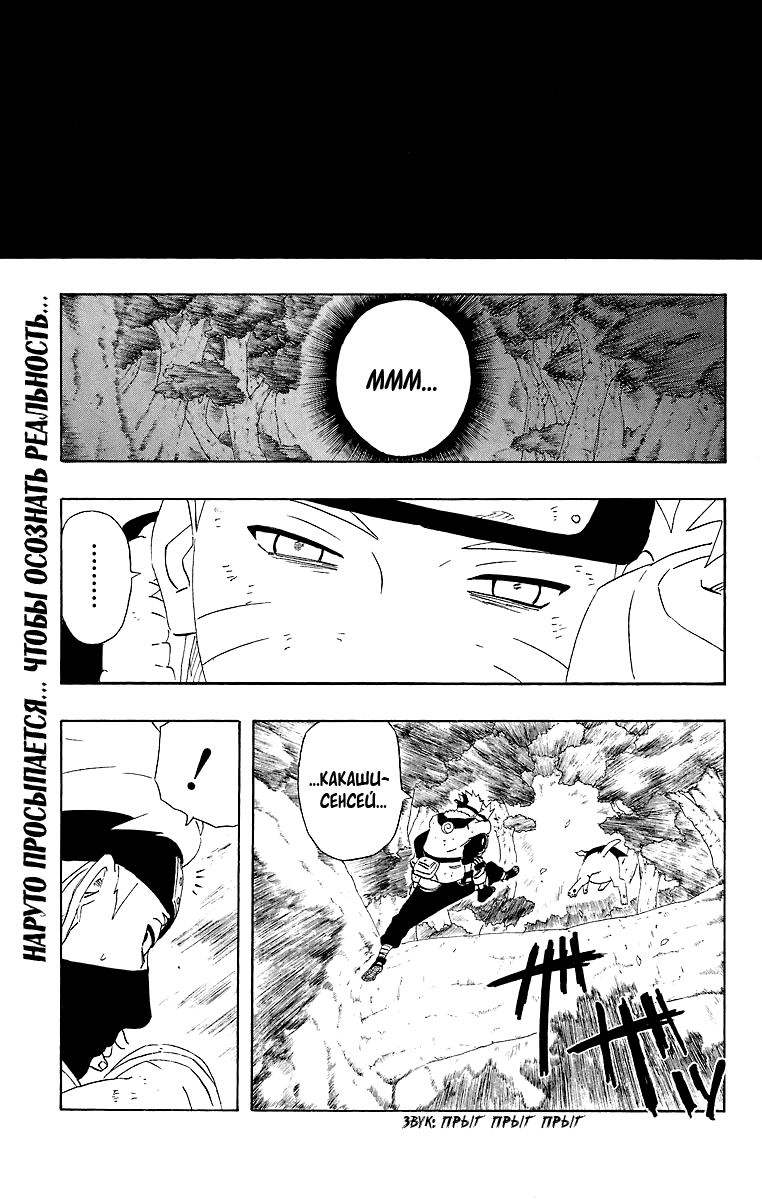 НАРУТО ПРОСЫПАЕТСЯ... ЧТОБЫ ОСОЗНАТЬ РЕАЛЬНОСТЬ...
МММ...
.........
...КАКАШИ-
СЕНСЕЙ...
!
ЗВУК: ПРЫГ ПРЫГ ПРЫГ